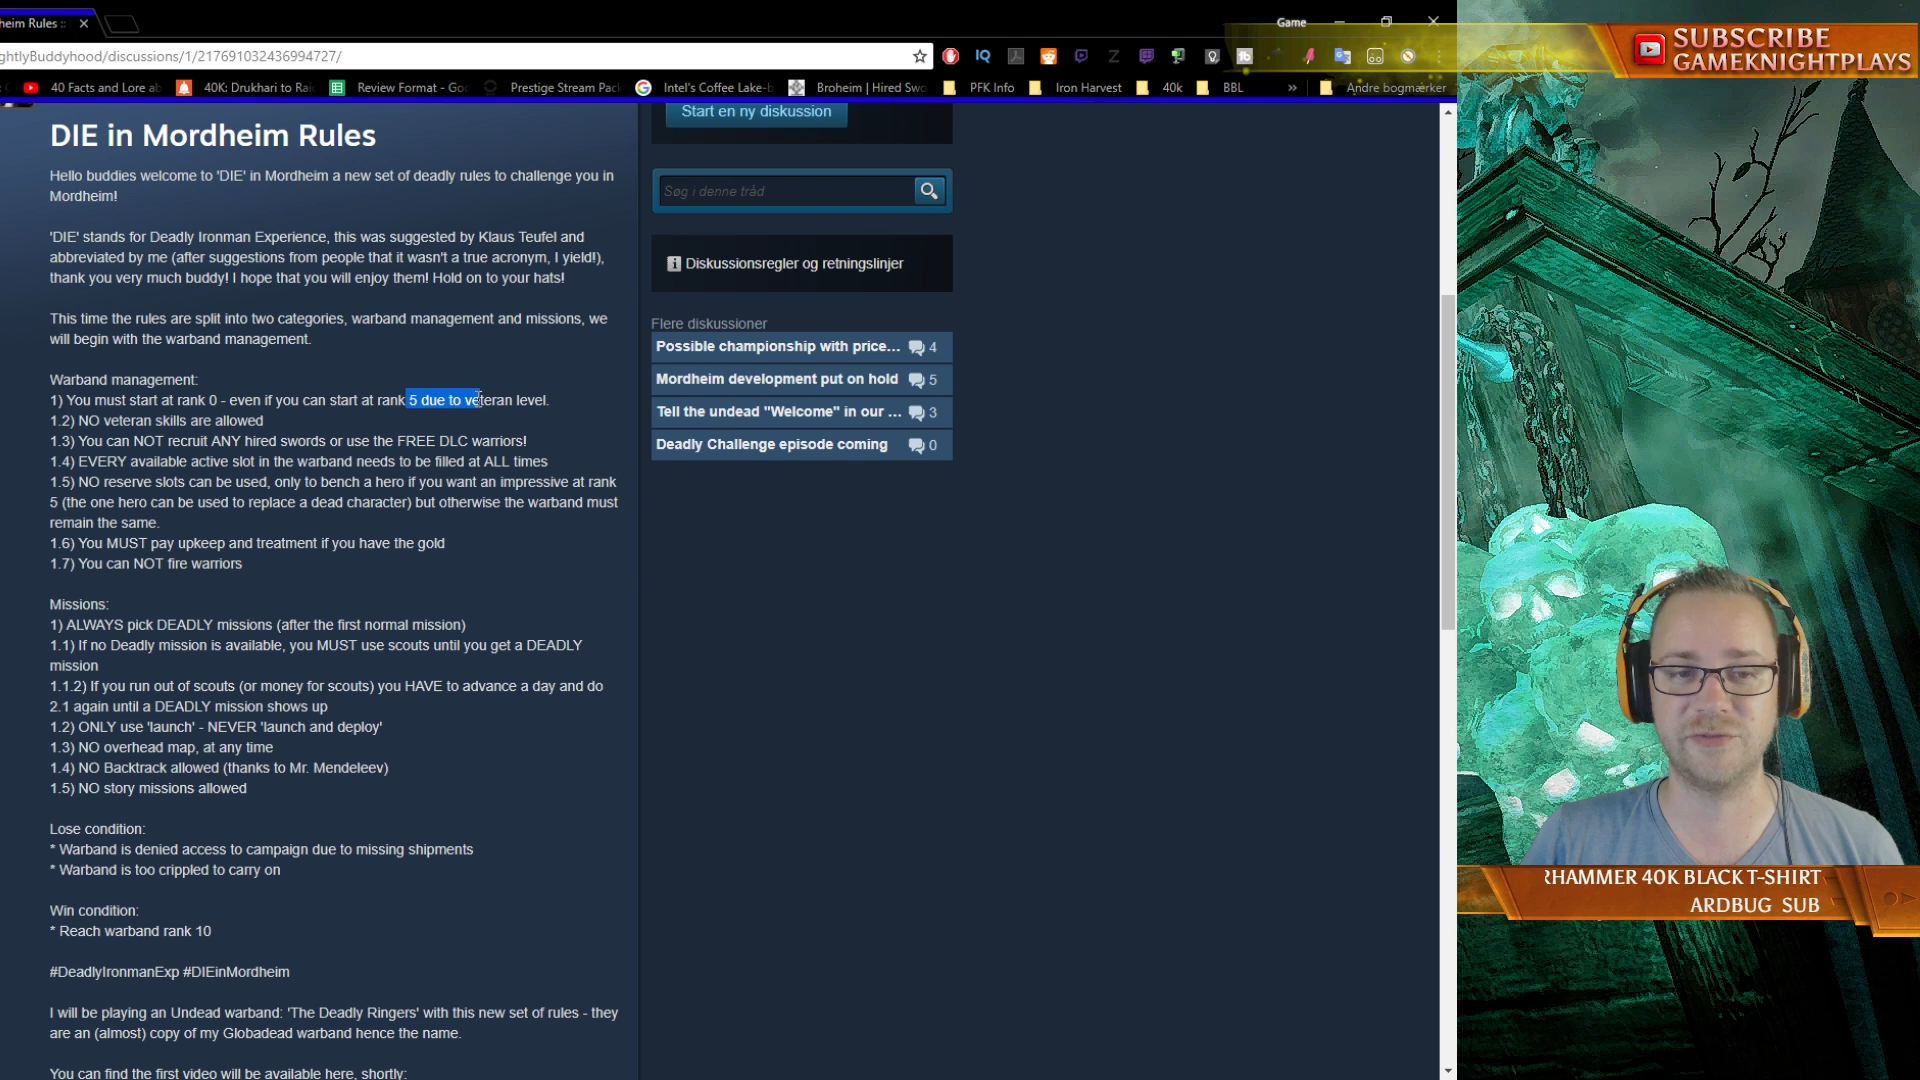 heim Rules ::
Game
ghtlyBuddyhood/discussions/1/217691032436994727/
40 Facts and Lore ab
40K: Drukhari to Rai
Review Format - Goo
Prestige Stream Pack
Intel's Coffee Lake-b
Broheim | Hired Swo
PFK Info
Iron Harvest
40k
BBL
»
Andre bogmærker
SUBSCRIBE
GAMEKNIGHTPLAYS
DIE in Mordheim Rules
Hello buddies welcome to 'DIE' in Mordheim a new set of deadly rules to challenge you in
Mordheim!
'DIE' stands for Deadly Ironman Experience, this was suggested by Klaus Teufel and
abbreviated by me (after suggestions from people that it wasn't a true acronym, I yield!),
thank you very much buddy! I hope that you will enjoy them! Hold on to your hats!
This time the rules are split into two categories, warband management and missions, we
will begin with the warband management.
Warband management:
1) You must start at rank 0 - even if you can start at rank 5 due to veteran level.
1.2) NO veteran skills are allowed
1.3) You can NOT recruit ANY hired swords or use the FREE DLC warriors!
1.4) EVERY available active slot in the warband needs to be filled at ALL times
1.5) NO reserve slots can be used, only to bench a hero if you want an impressive at rank
5 (the one hero can be used to replace a dead character) but otherwise the warband must
remain the same.
1.6) You MUST pay upkeep and treatment if you have the gold
1.7) You can NOT fire warriors
Missions:
1) ALWAYS pick DEADLY missions (after the first normal mission)
1.1) If no Deadly mission is available, you MUST use scouts until you get a DEADLY
mission
1.1.2) If you run out of scouts (or money for scouts) you HAVE to advance a day and do
2.1 again until a DEADLY mission shows up
1.2) ONLY use 'launch' - NEVER 'launch and deploy'
1.3) NO overhead map, at any time
1.4) NO Backtrack allowed (thanks to Mr. Mendeleev)
1.5) NO story missions allowed
Lose condition:
* Warband is denied access to campaign due to missing shipments
* Warband is too crippled to carry on
Win condition:
* Reach warband rank 10
#DeadlyIronmanExp #DIEinMordheim
I will be playing an Undead warband: 'The Deadly Ringers' with this new set of rules - they
are an (almost) copy of my Globadead warband hence the name.
You can find the first video will be available here, shortly:
Start en ny diskussion
Søg i denne tråd
Diskussionsregler og retningslinjer
Flere diskussioner
Possible championship with price... 4
Mordheim development put on hold 5
Tell the undead "Welcome" in our ... 3
Deadly Challenge episode coming 0
RHAMMER 40K BLACK T-SHIRT
ARDBUG SUB